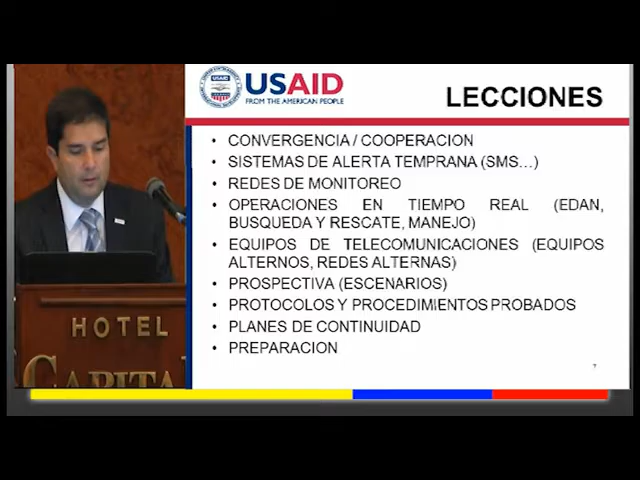 USAID
FROM THE AMERICAN PEOPLE
LECCIONES
• CONVERGENCIA / COOPERACION
• SISTEMAS DE ALERTA TEMPRANA (SMS...)
• REDES DE MONITOREO
• OPERACIONES EN TIEMPO REAL (EDAN,
BUSQUEDA Y RESCATE, MANEJO)
• EQUIPOS DE TELECOMUNICACIONES (EQUIPOS
ALTERNOS, REDES ALTERNAS)
• PROSPECTIVA (ESCENARIOS)
• PROTOCOLOS Y PROCEDIMIENTOS PROBADOS
• PLANES DE CONTINUIDAD
• PREPARACION
HOTEL
CAPITAL